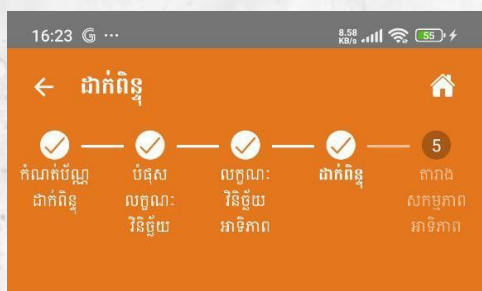 16:23 G ...
8.58 KB/s 55
ដាក់ពិន្ទុ
5
កំណត់ប័ណ្ណ បំផុស លក្ខណៈ ដាក់ពិន្ទុ តារាង
ដាក់ពិន្ទុ លក្ខណៈ វិនិច្ឆ័យ សកម្មភាព
វិនិច្ឆ័យ អាទិភាព អាទិភាព